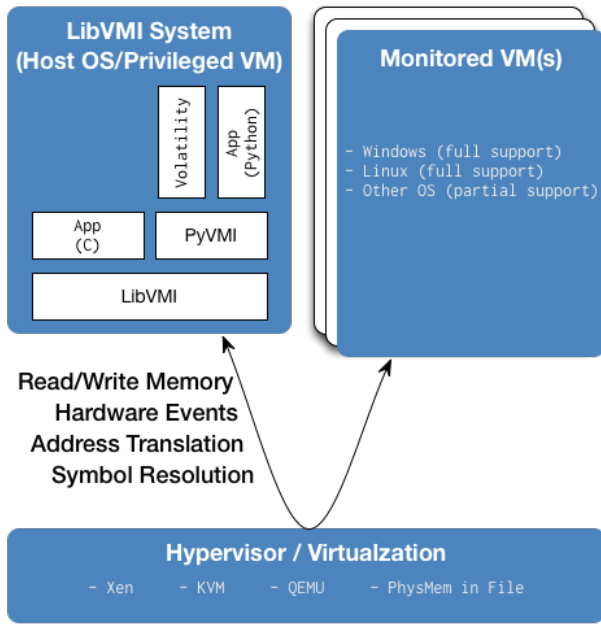 LibVMI System
(Host OS/Privileged VM)
Volatility
App
(Python)
App
(C)
PyVMI
LibVMI
Monitored VM(s)
- Windows (full support)
- Linux (full support)
- Other OS (partial support)
Read/Write Memory
Hardware Events
Address Translation
Symbol Resolution
Hypervisor / Virtualzation
- Xen - KVM - QEMU - PhysMem in File